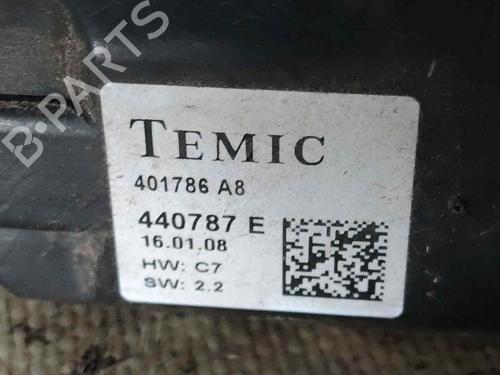 B-PARTS
TEMIC
401786 A8
440787 E
16.01.08
HW: C7
SW: 2.2